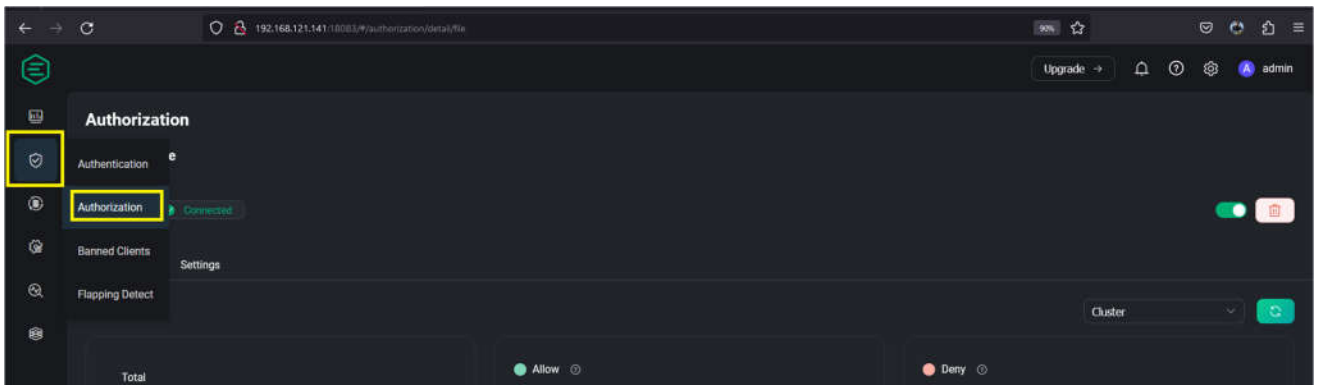 192.168.121.141:18083/#/authorization/detail/file
90%
Upgrade →
A admin
Authorization
Authentication
e
Authorization
Connected
Banned Clients
Settings
Flapping Detect
Cluster
Total
Allow
Deny